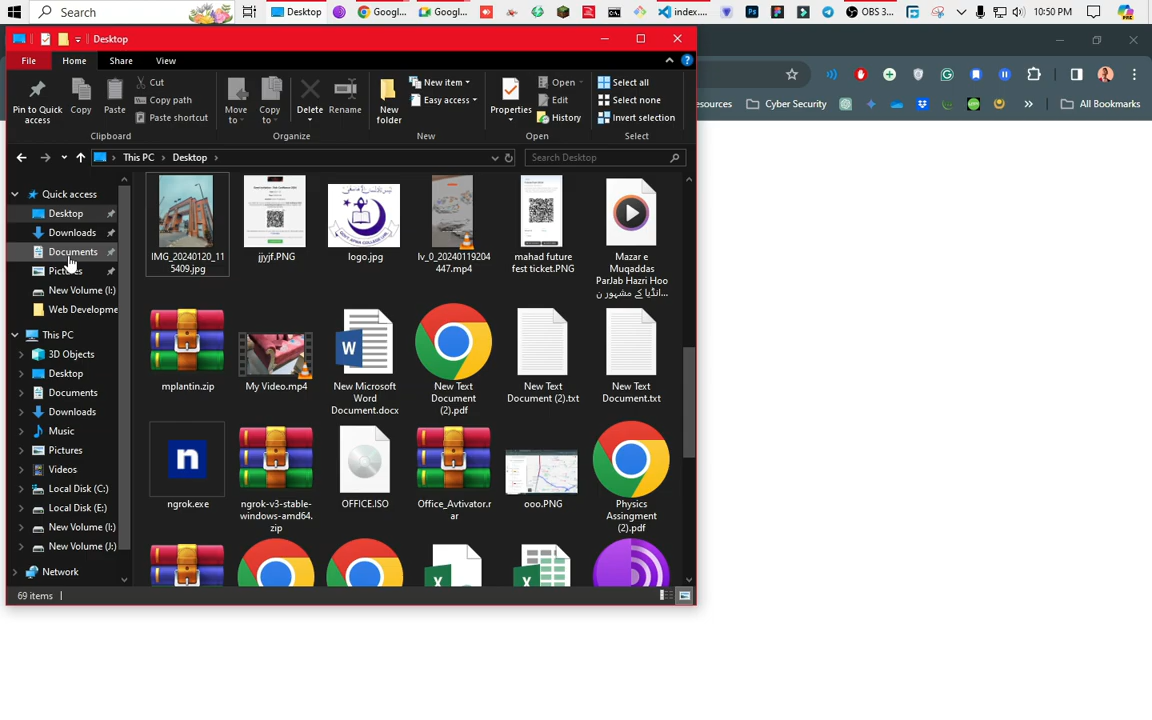 Search
Desktop
Googl...
Googl...
index....
OBS 3...
10:50 PM
Desktop
File
Home
Share
View
Pin to Quick access
Copy
Paste
Cut
Copy path
Paste shortcut
Clipboard
Move to
Copy to
Delete
Rename
Organize
New folder
New item
Easy access
New
Properties
Open
Edit
History
Open
Select all
Select none
Invert selection
Select
This PC
Desktop
Search Desktop
esources
Cyber Security
All Bookmarks
Quick access
Desktop
Downloads
Documents
Pictures
New Volume (I:)
Web Developme
This PC
3D Objects
Desktop
Documents
Downloads
Music
Pictures
Videos
Local Disk (C:)
Local Disk (E:)
New Volume (I:)
New Volume (J:)
Network
IMG_20240120_11
5409.jpg
jjyjf.PNG
logo.jpg
lv_0_20240119204
447.mp4
mahad future
fest ticket.PNG
Mazar e
Muqaddas
ParJab Hazri Hoo
انڈیا کے مشہور ن...
mplantin.zip
My Video.mp4
New Microsoft
Word
Document.docx
New Text
Document
(2).pdf
New Text
Document (2).txt
New Text
Document.txt
ngrok.exe
ngrok-v3-stable-
windows-amd64.
zip
OFFICE.ISO
Office_Avtivator.r
ar
ooo.PNG
Physics
Assingment
(2).pdf
69 items